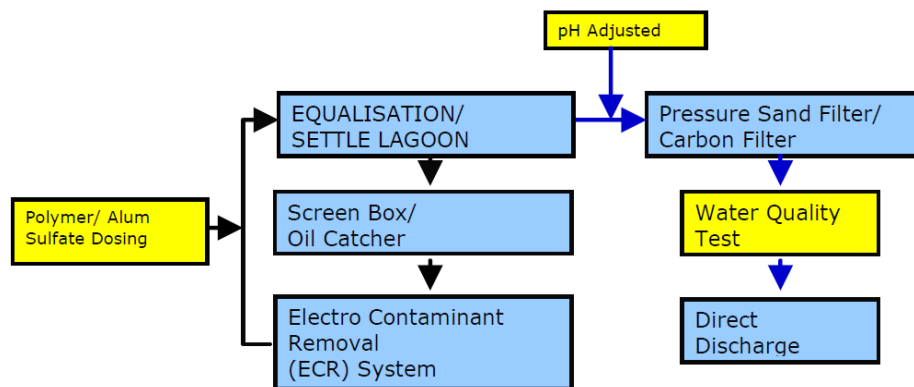 pH Adjusted
EQUALISATION/
SETTLE LAGOON
Pressure Sand Filter/
Carbon Filter
Polymer/ Alum
Sulfate Dosing
Screen Box/
Oil Catcher
Water Quality
Test
Electro Contaminant
Removal
(ECR) System
Direct
Discharge